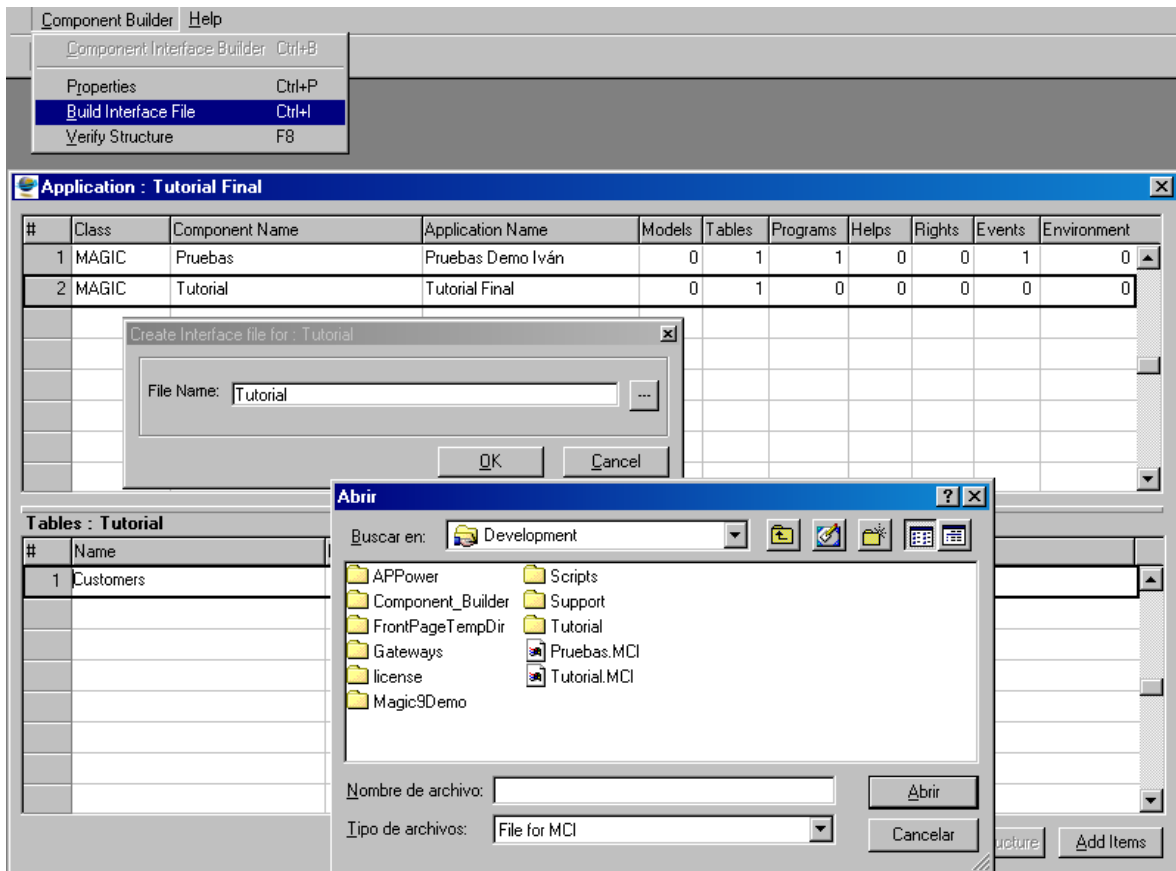 Component Builder Help
Component Interface Builder Ctrl+B
Properties Ctrl+P
Build Interface File Ctrl+I
Verify Structure F8
Application : Tutorial Final
# Class Component Name Application Name Models Tables Programs Helps Rights Events Environment
1 MAGIC Pruebas Pruebas Demo Iván 0 1 1 0 0 1 0
2 MAGIC Tutorial Tutorial Final 0 1 0 0 0 0 0
Create Interface file for : Tutorial
File Name: Tutorial ...
OK Cancel
Abrir
Buscar en: Development
APPower Scripts
Component_Builder Support
FrontPageTempDir Tutorial
Gateways Pruebas.MCI
license Tutorial.MCI
Magic9Demo
Nombre de archivo: Abrir
Tipo de archivos: File for MCI Cancelar
Tables : Tutorial
# Name
1 Customers
ucture Add Items